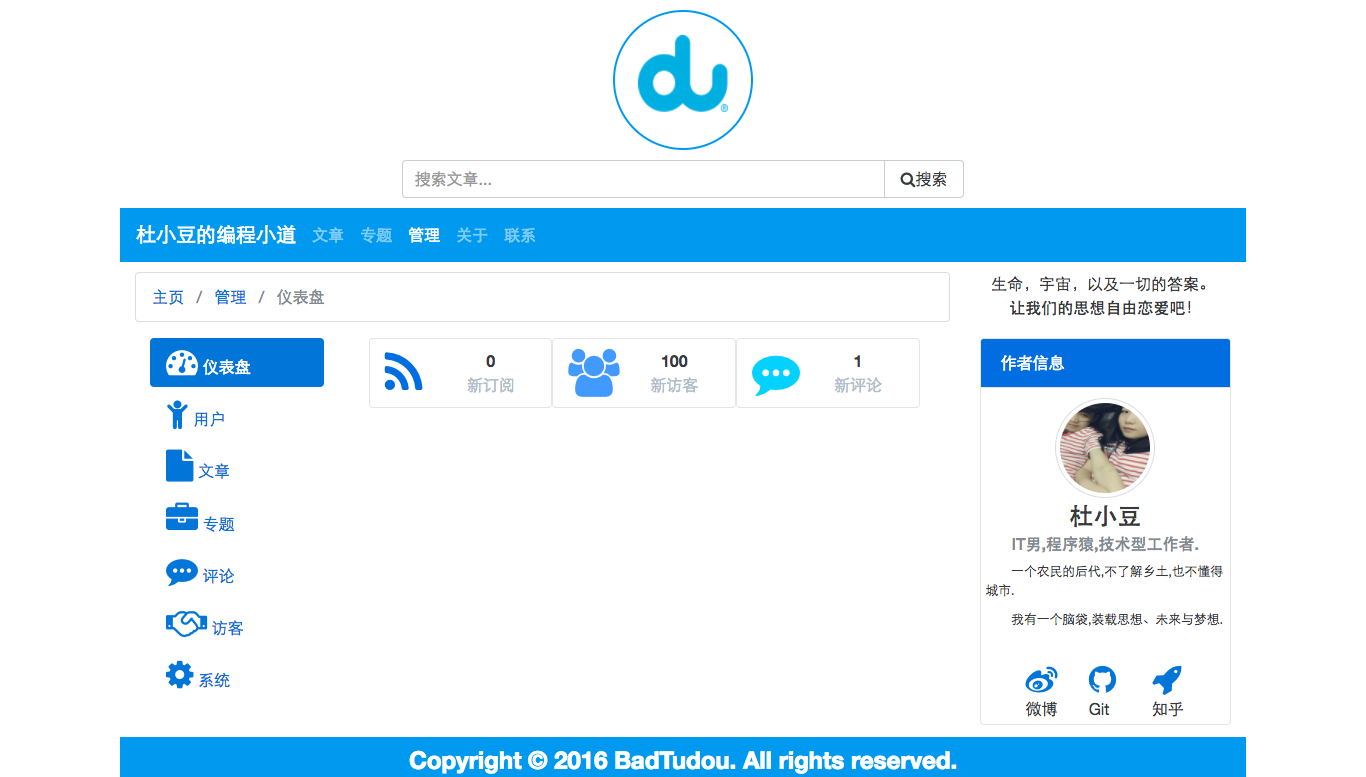 du®
搜索文章...
搜索
杜小豆的编程小道 文章 专题 管理 关于 联系
主页 / 管理 / 仪表盘
仪表盘
用户
文章
专题
评论
访客
系统
0
新订阅
100
新访客
1
新评论
生命，宇宙，以及一切的答案。
让我们的思想自由恋爱吧！
作者信息
杜小豆
IT男,程序猿,技术型工作者.
一个农民的后代,不了解乡土,也不懂得
城市.
我有一个脑袋,装载思想、未来与梦想.
微博 Git 知乎
Copyright © 2016 BadTudou. All rights reserved.